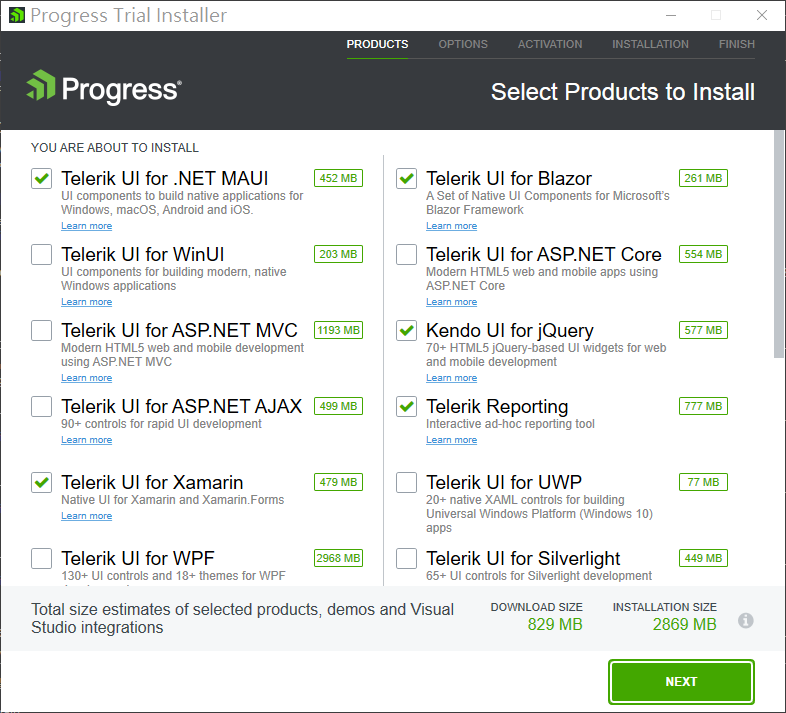 Progress Trial Installer
PRODUCTS OPTIONS ACTIVATION INSTALLATION FINISH
Progress®
Select Products to Install
YOU ARE ABOUT TO INSTALL
Telerik UI for .NET MAUI 452 MB
UI components to build native applications for
Windows, macOS, Android and iOS.
Learn more
Telerik UI for WinUI 203 MB
UI components for building modern, native
Windows applications
Learn more
Telerik UI for ASP.NET MVC 1193 MB
Modern HTML5 web and mobile development
using ASP.NET MVC
Learn more
Telerik UI for ASP.NET AJAX 499 MB
90+ controls for rapid UI development
Learn more
Telerik UI for Xamarin 479 MB
Native UI for Xamarin and Xamarin.Forms
Learn more
Telerik UI for WPF 2968 MB
130+ UI controls and 18+ themes for WPF
Telerik UI for Blazor 261 MB
A Set of Native UI Components for Microsoft's
Blazor Framework
Learn more
Telerik UI for ASP.NET Core 554 MB
Modern HTML5 web and mobile apps using
ASP.NET Core
Learn more
Kendo UI for jQuery 577 MB
70+ HTML5 jQuery-based UI widgets for web
and mobile development
Learn more
Telerik Reporting 777 MB
Interactive ad-hoc reporting tool
Learn more
Telerik UI for UWP 77 MB
20+ native XAML controls for building
Universal Windows Platform (Windows 10)
apps
Telerik UI for Silverlight 449 MB
65+ UI controls for Silverlight development
Total size estimates of selected products, demos and Visual
Studio integrations
DOWNLOAD SIZE
829 MB
INSTALLATION SIZE
2869 MB
NEXT